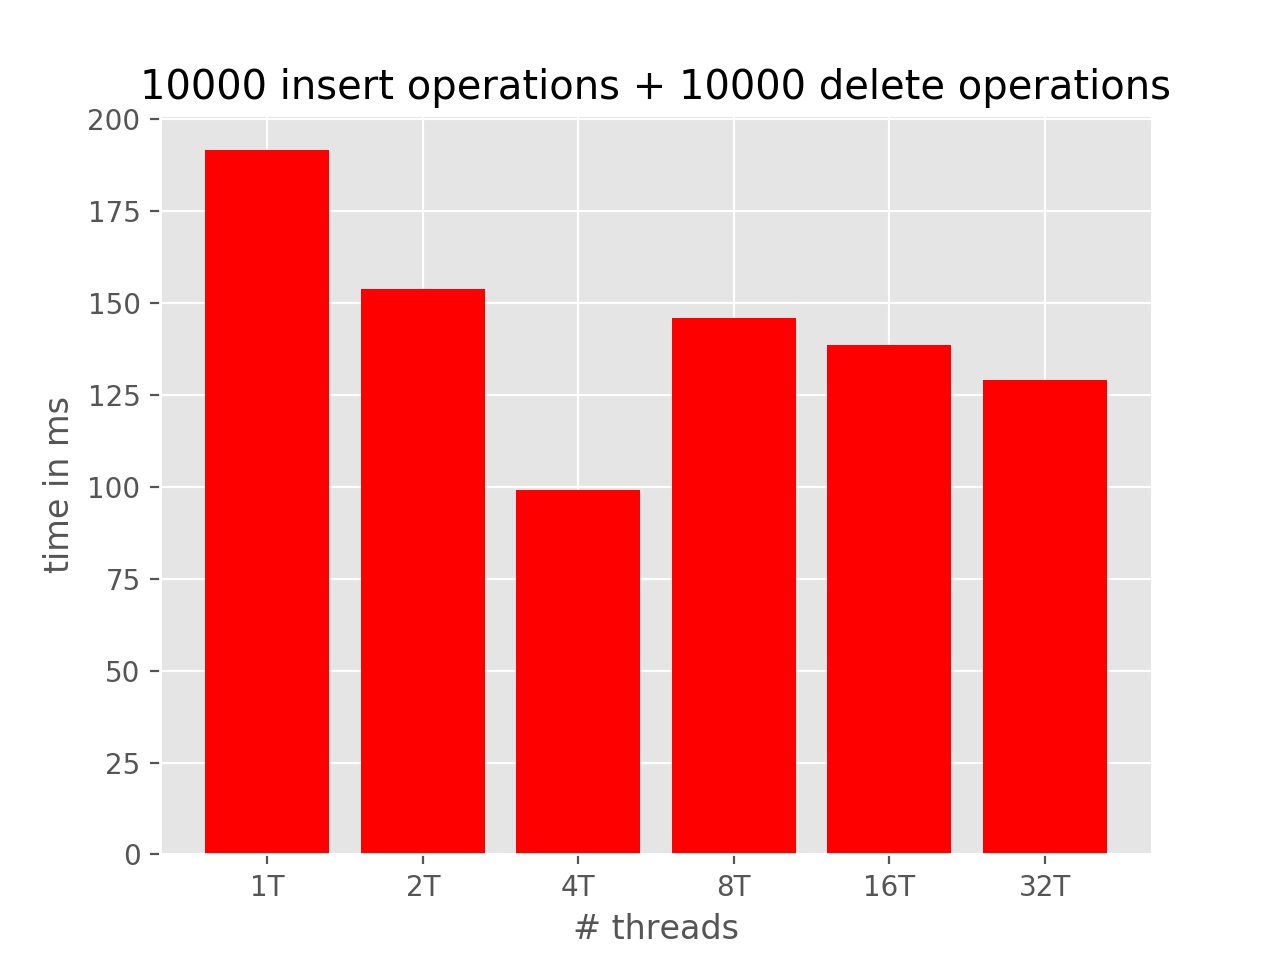 10000 insert operations + 10000 delete operations
200
175
150
125
100
75
50
25
0
time in ms
1T 2T 4T 8T 16T 32T
# threads